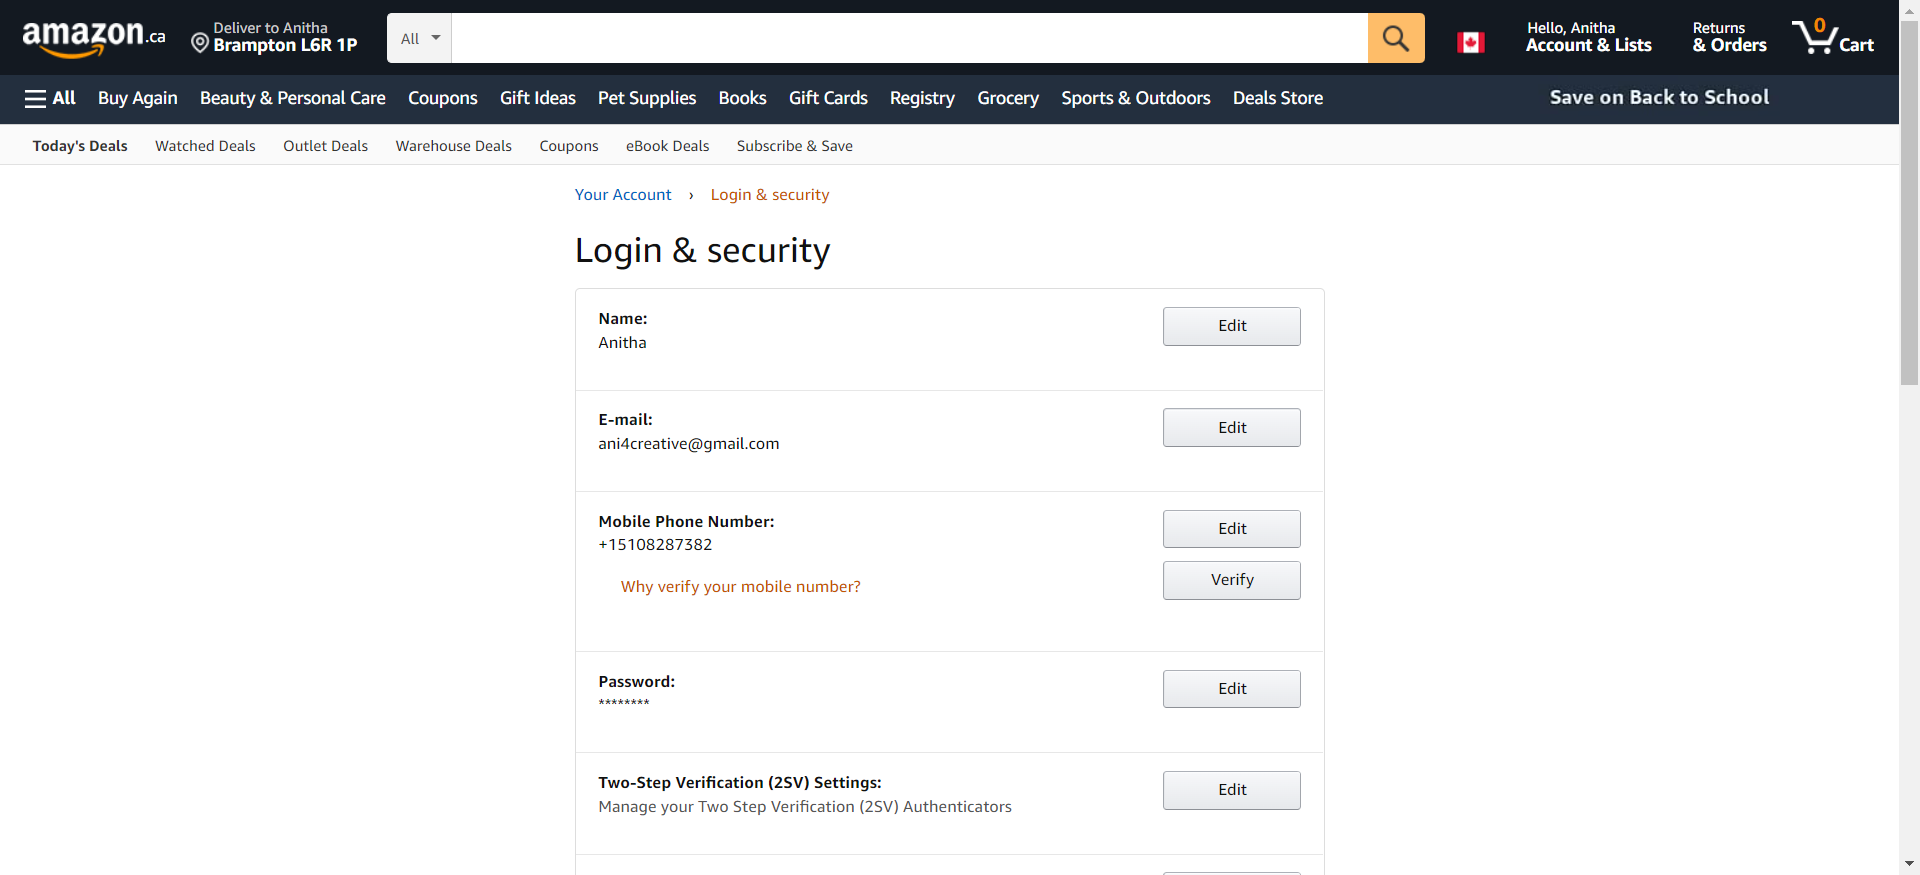 amazon.ca
Deliver to Anitha
Brampton L6R 1P
All
Hello, Anitha
Account & Lists
Returns
& Orders
0
Cart
All Buy Again Beauty & Personal Care Coupons Gift Ideas Pet Supplies Books Gift Cards Registry Grocery Sports & Outdoors Deals Store Save on Back to School
Today's Deals Watched Deals Outlet Deals Warehouse Deals Coupons eBook Deals Subscribe & Save
Your Account › Login & security
Login & security
Name:
Anitha
Edit
E-mail:
ani4creative@gmail.com
Edit
Mobile Phone Number:
+15108287382
Edit
Why verify your mobile number?
Verify
Password:
********
Edit
Two-Step Verification (2SV) Settings:
Manage your Two Step Verification (2SV) Authenticators
Edit